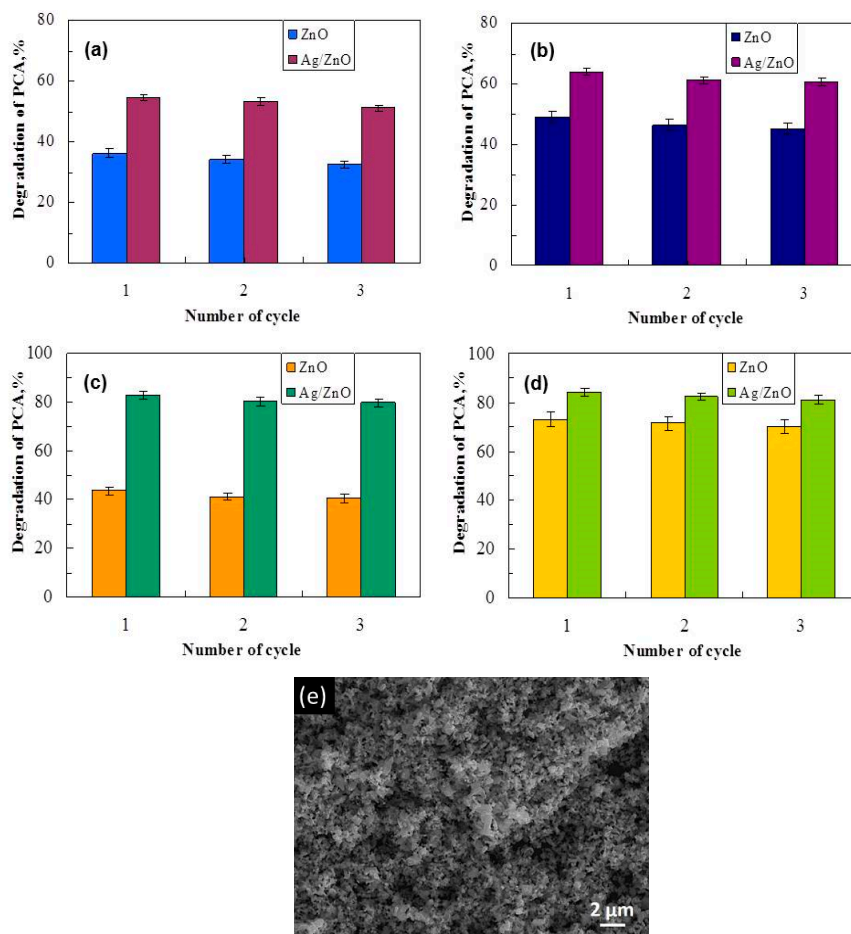 (a)
ZnO
Ag/ZnO
Degradation of PCA,%
80
60
40
20
0
1 2 3
Number of cycle
(b)
ZnO
Ag/ZnO
Degradation of PCA,%
80
60
40
20
0
1 2 3
Number of cycle
(c)
ZnO
Ag/ZnO
Degradation of PCA,%
100
80
60
40
20
0
1 2 3
Number of cycle
(d)
ZnO
Ag/ZnO
Degradation of PCA,%
100
80
60
40
20
0
1 2 3
Number of cycle
(e)
2 μm